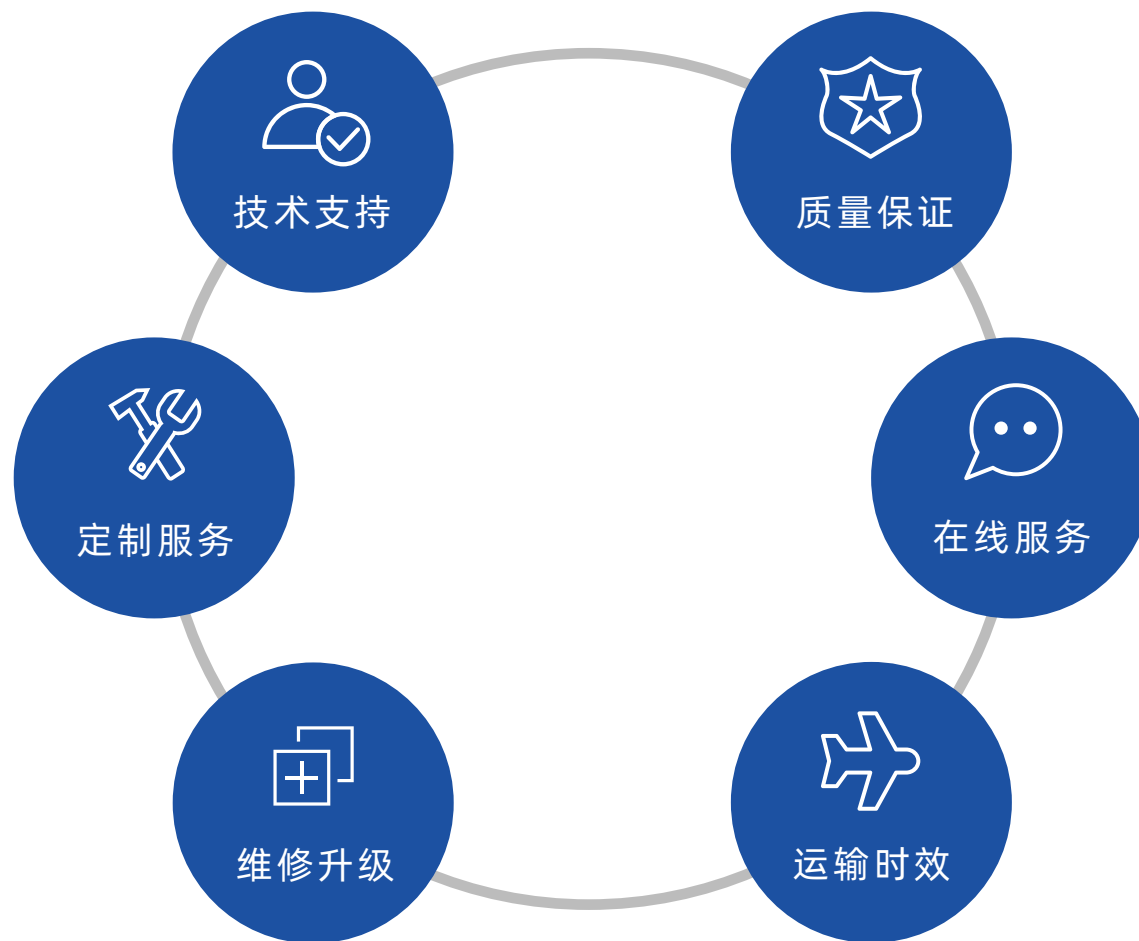 技术支持
质量保证
定制服务
在线服务
维修升级
运输时效